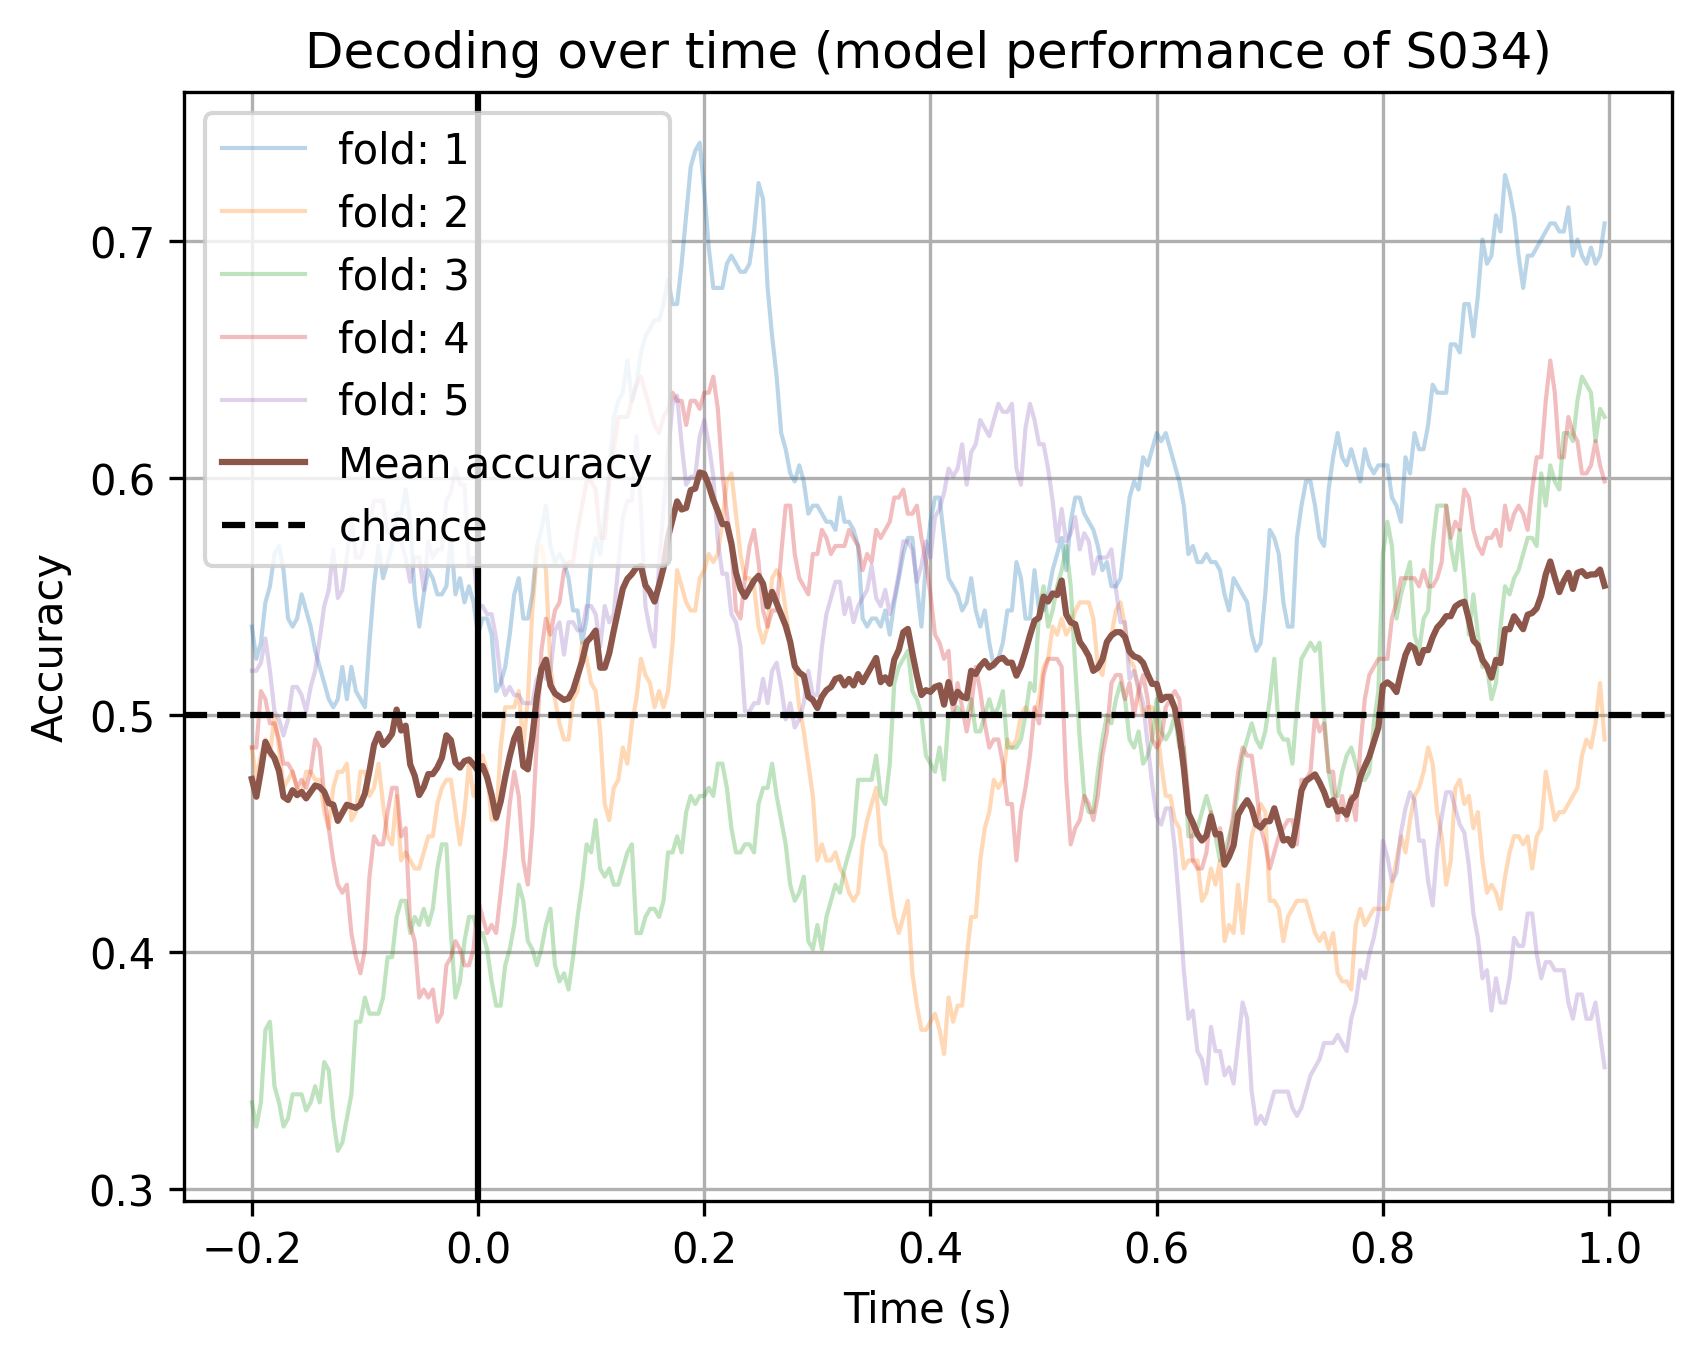 Decoding over time (model performance of S034)
fold: 1
fold: 2
fold: 3
fold: 4
fold: 5
Mean accuracy
chance
Accuracy
0.7
0.6
0.5
0.4
0.3
−0.2 0.0 0.2 0.4 0.6 0.8 1.0
Time (s)